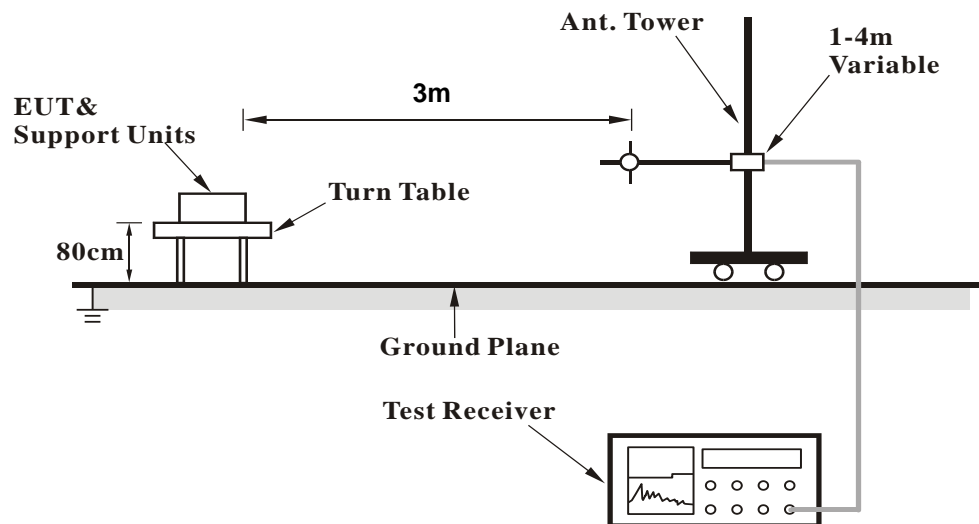 Ant. Tower
1-4m
Variable
3m
EUT&
Support Units
Turn Table
80cm
Ground Plane
Test Receiver